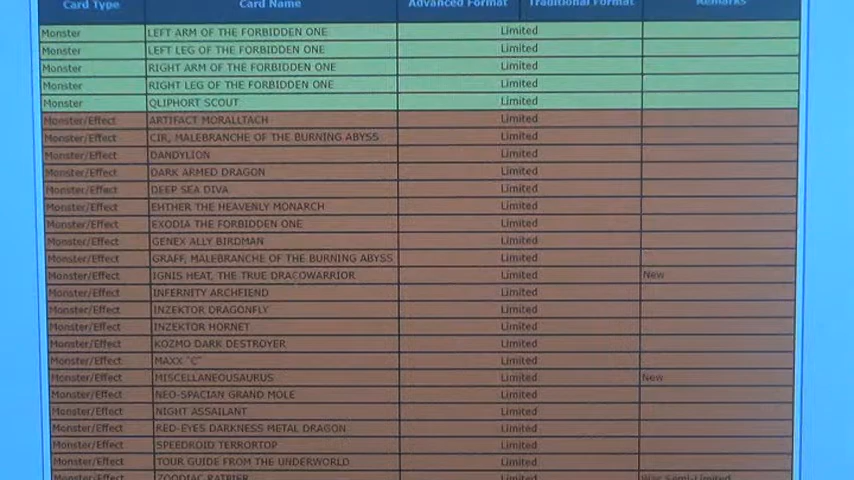 Card Type Card Name Advanced Format Traditional Format Remarks
Monster LEFT ARM OF THE FORBIDDEN ONE Limited
Monster LEFT LEG OF THE FORBIDDEN ONE Limited
Monster RIGHT ARM OF THE FORBIDDEN ONE Limited
Monster RIGHT LEG OF THE FORBIDDEN ONE Limited
Monster QLIPHORT SCOUT Limited
Monster/Effect ARTIFACT MORALLTACH Limited
Monster/Effect CIR, MALEBRANCHE OF THE BURNING ABYSS Limited
Monster/Effect DANDYLION Limited
Monster/Effect DARK ARMED DRAGON Limited
Monster/Effect DEEP SEA DIVA Limited
Monster/Effect EHTHER THE HEAVENLY MONARCH Limited
Monster/Effect EXODIA THE FORBIDDEN ONE Limited
Monster/Effect GENEX ALLY BIRDMAN Limited
Monster/Effect GRAFF, MALEBRANCHE OF THE BURNING ABYSS Limited
Monster/Effect IGNIS HEAT, THE TRUE DRACOWARRIOR Limited New
Monster/Effect INFERNITY ARCHFIEND Limited
Monster/Effect INZEKTOR DRAGONFLY Limited
Monster/Effect INZEKTOR HORNET Limited
Monster/Effect KOZMO DARK DESTROYER Limited
Monster/Effect MAXX "C" Limited
Monster/Effect MISCELLANEOUSAURUS Limited New
Monster/Effect NEO-SPACIAN GRAND MOLE Limited
Monster/Effect NIGHT ASSAILANT Limited
Monster/Effect RED-EYES DARKNESS METAL DRAGON Limited
Monster/Effect SPEEDROID TERRORTOP Limited
Monster/Effect TOUR GUIDE FROM THE UNDERWORLD Limited
Monster/Effect ZOODIAC RATPIER Limited Was Semi-Limited